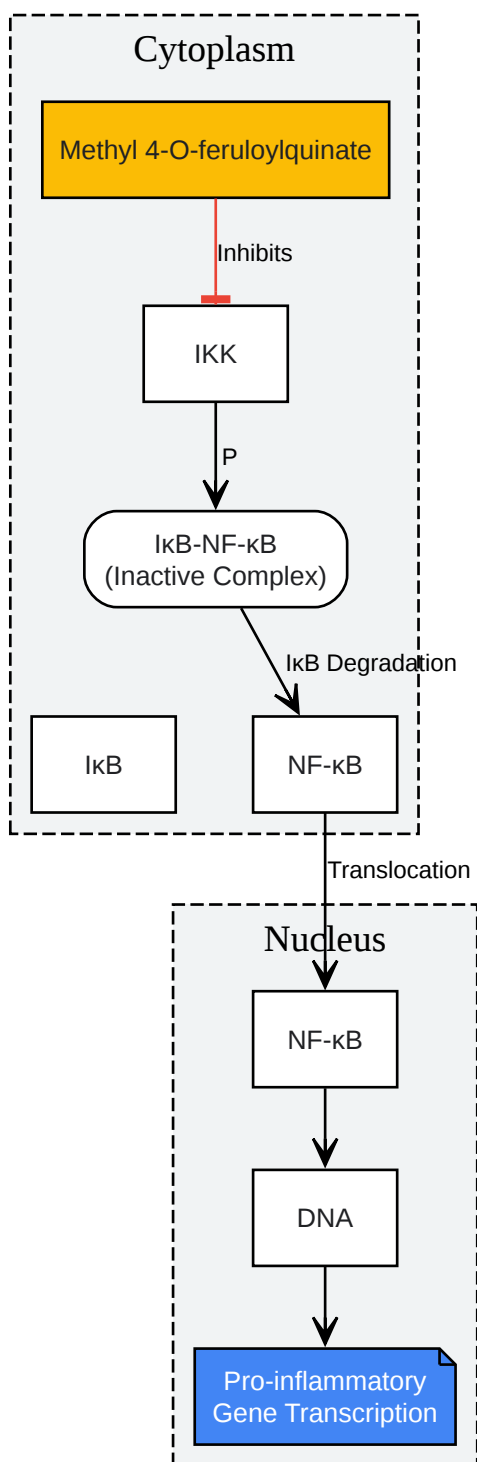 Cytoplasm
Methyl 4-O-feruloylquinate
Inhibits
IKK
P
IκB-NF-κB
(Inactive Complex)
IκB Degradation
IκB
NF-κB
Translocation
Nucleus
NF-κB
DNA
Pro-inflammatory
Gene Transcription